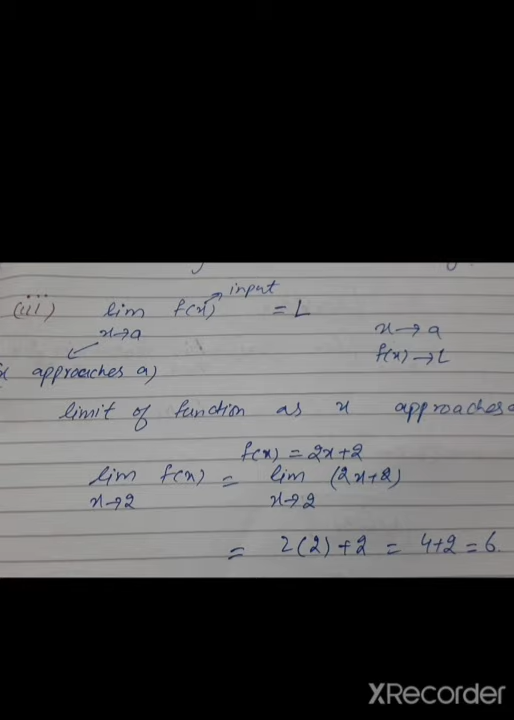 input
(iii) lim f(x) = L
x→a
x→a
f(x)→L
x approaches a)
limit of function as x approaches
f(x) = 2x+2
lim f(x) = lim (2x+2)
x→2 x→2
= 2(2)+2 = 4+2 = 6.
XRecorder